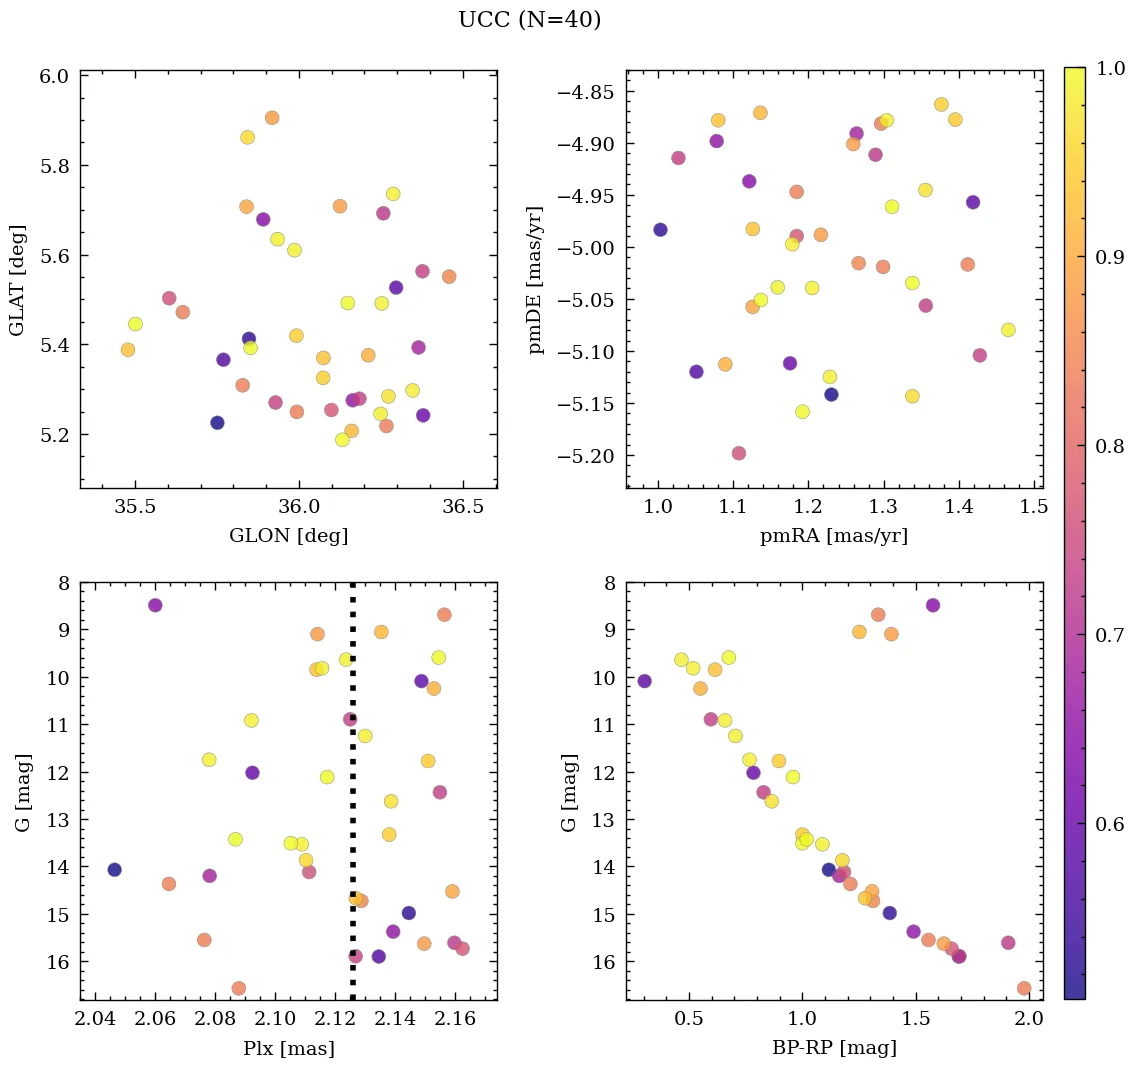 UCC (N=40)
6.0
5.8
5.6
5.4
5.2
GLAT [deg]
35.5 36.0 36.5
GLON [deg]
−4.85
−4.90
−4.95
−5.00
−5.05
−5.10
−5.15
−5.20
pmDE [mas/yr]
1.0 1.1 1.2 1.3 1.4 1.5
pmRA [mas/yr]
8
9
10
11
12
13
14
15
16
G [mag]
2.04 2.06 2.08 2.10 2.12 2.14 2.16
Plx [mas]
8
9
10
11
12
13
14
15
16
G [mag]
0.5 1.0 1.5 2.0
BP-RP [mag]
1.0
0.9
0.8
0.7
0.6